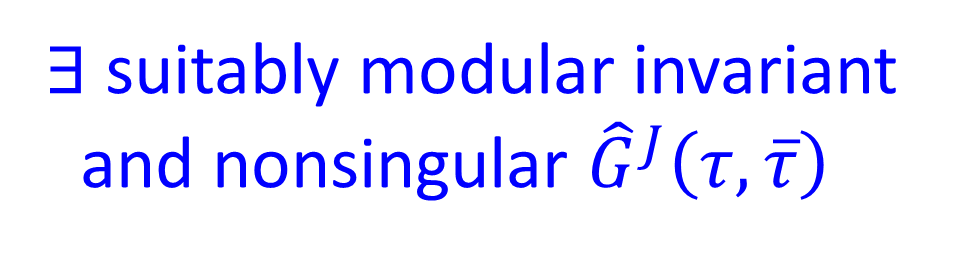 ∃ suitably modular invariant
and nonsingular Ĝᴶ(τ, τ̄)